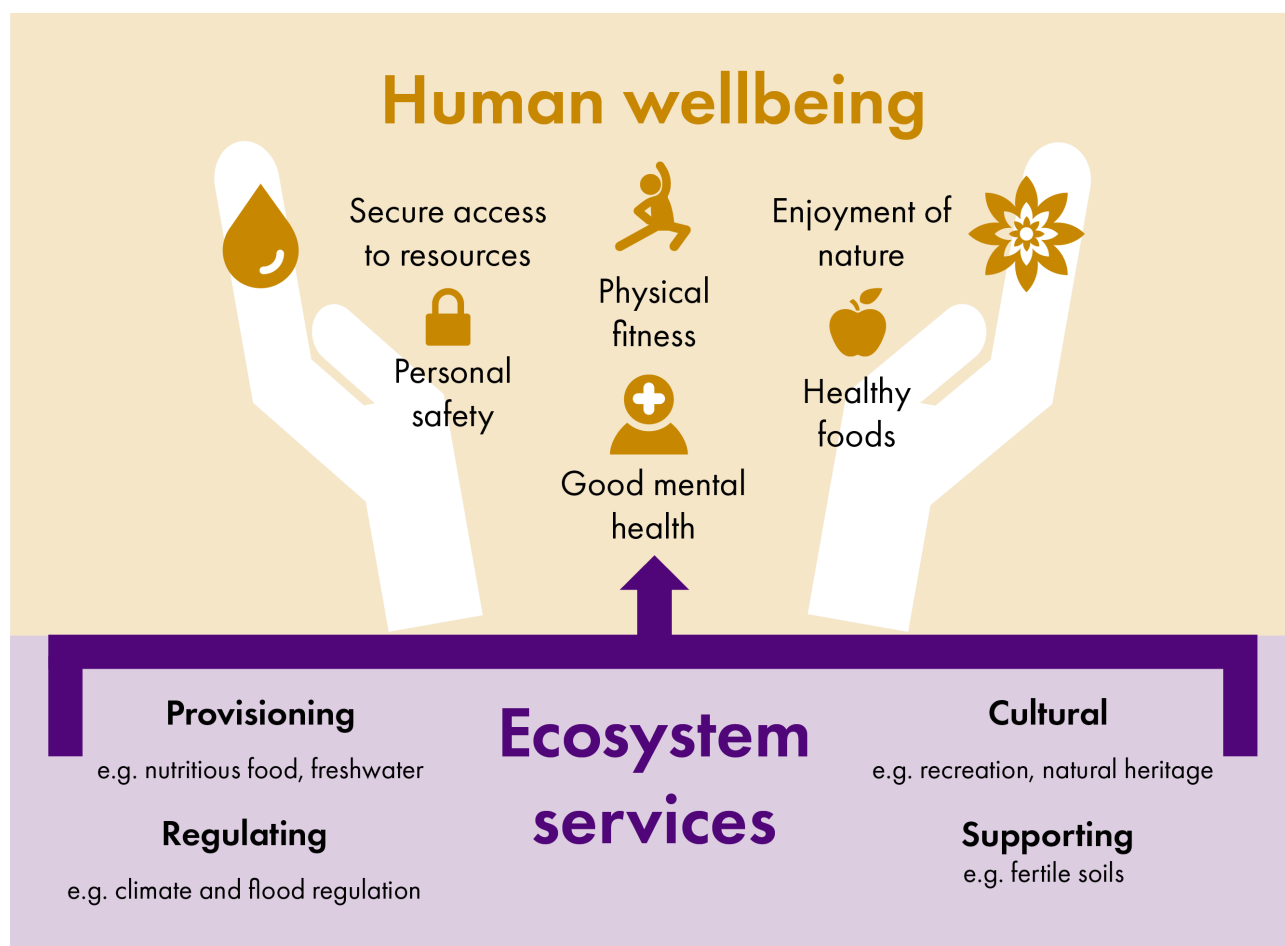 Human wellbeing
Secure access
to resources
Personal
safety
Physical
fitness
Good mental
health
Enjoyment of
nature
Healthy
foods
Ecosystem
services
Provisioning
e.g. nutritious food, freshwater
Regulating
e.g. climate and flood regulation
Cultural
e.g. recreation, natural heritage
Supporting
e.g. fertile soils